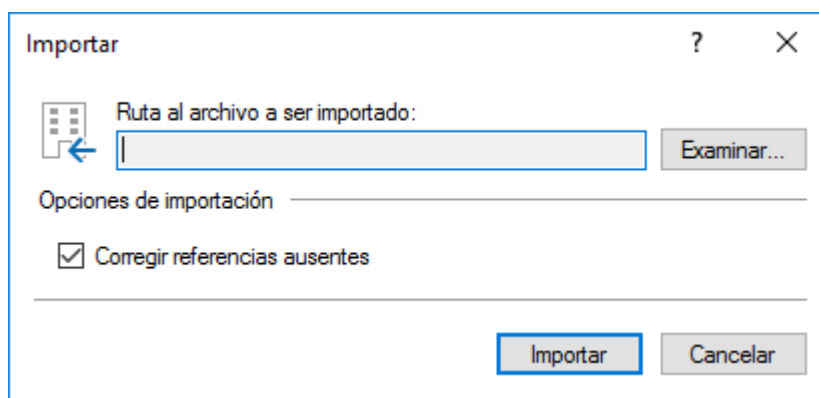 Importar
?
Ruta al archivo a ser importado:
Examinar...
Opciones de importación
Corregir referencias ausentes
Importar
Cancelar